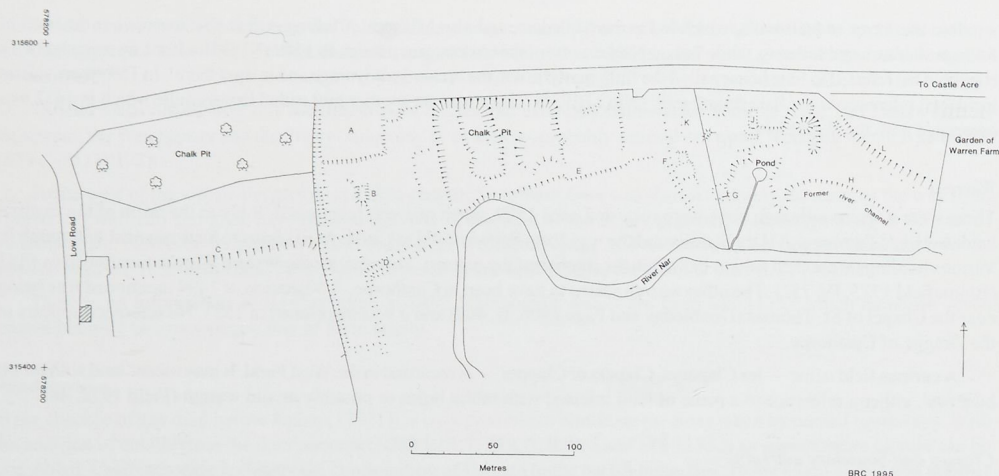 578200
315600
To Castle Acre
A
Chalk Pit
K
J
Chalk Pit
Garden of
Warren Farm
L
E
F
Pond
B
G
H
Former river channel
Low Road
C
D
River Nar
315400
578200
0 50 100
Metres
BRC 1995